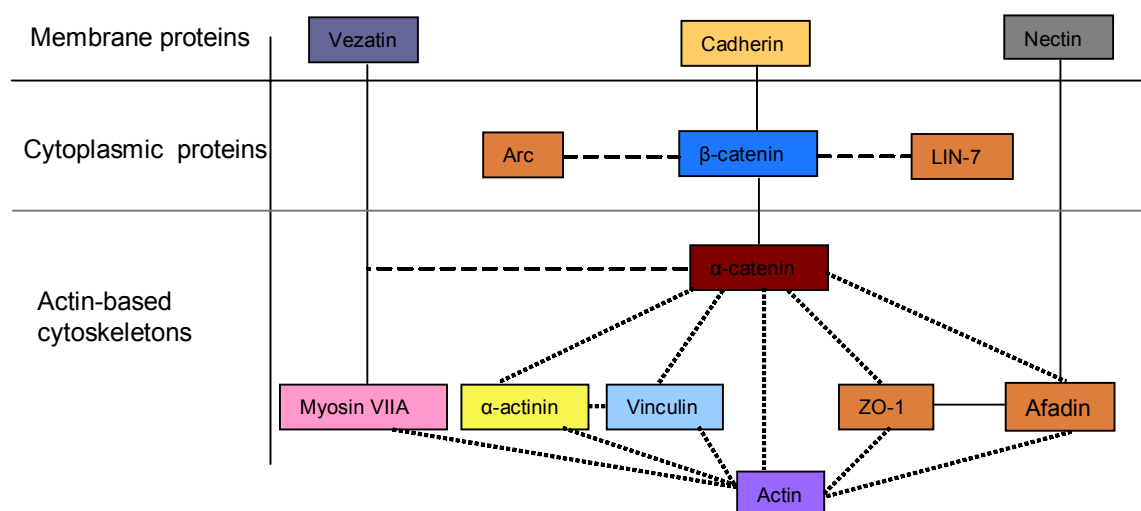 Membrane proteins
Vezatin
Cadherin
Nectin
Cytoplasmic proteins
Arc
β-catenin
LIN-7
α-catenin
Actin-based
cytoskeletons
Myosin VIIA
α-actinin
Vinculin
ZO-1
Afadin
Actin